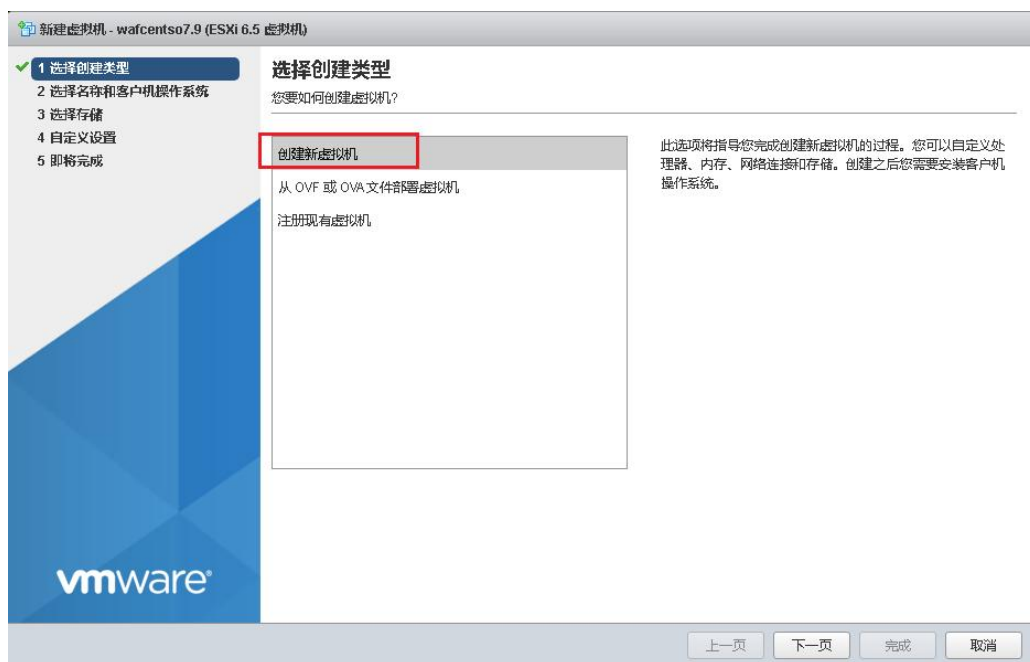 新建虚拟机 - wafcentso7.9 (ESXi 6.5 虚拟机)
1 选择创建类型
2 选择名称和客户机操作系统
3 选择存储
4 自定义设置
5 即将完成
选择创建类型
您要如何创建虚拟机?
创建新虚拟机
从 OVF 或 OVA 文件部署虚拟机
注册现有虚拟机
此选项将指导您完成创建新虚拟机的过程。您可以自定义处
理器、内存、网络连接和存储。创建之后您需要安装客户机
操作系统。
vmware®
上一页 下一页 完成 取消